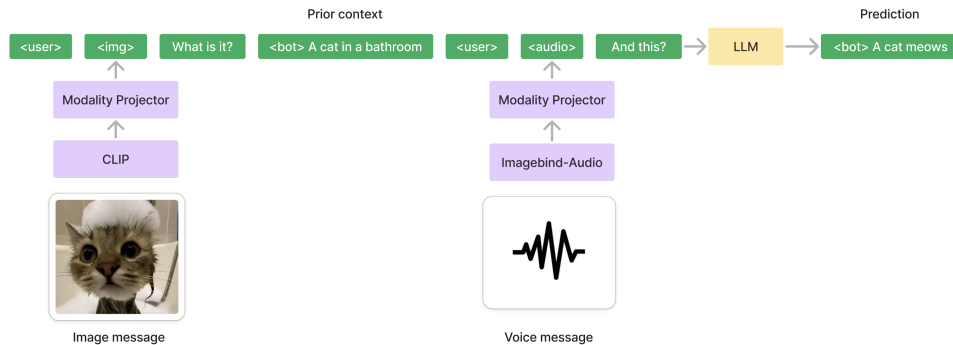 Prior context
Prediction
<user> <img> What is it? <bot> A cat in a bathroom <user> <audio> And this? LLM <bot> A cat meows
Modality Projector
Modality Projector
CLIP
Imagebind-Audio
Image message
Voice message